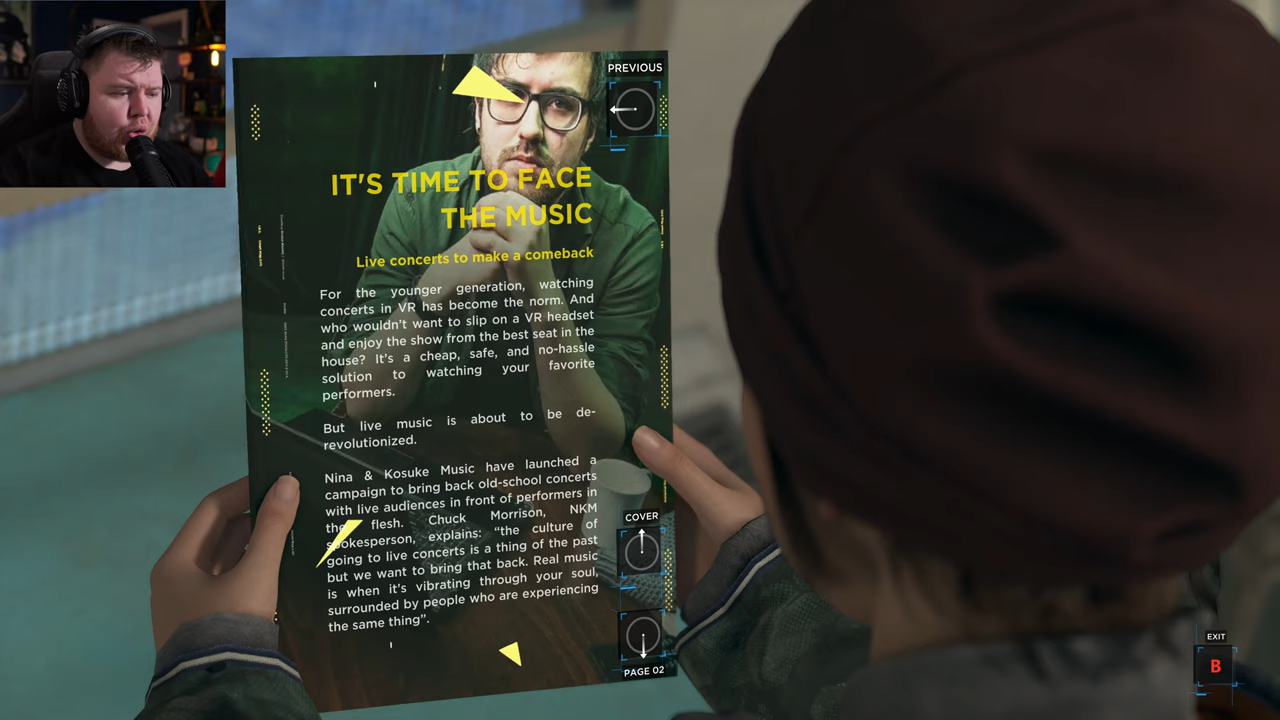 PREVIOUS
IT'S TIME TO FACE
THE MUSIC
Live concerts to make a comeback
For the younger generation, watching
concerts in VR has become the norm. And
who wouldn't want to slip on a VR headset
and enjoy the show from the best seat in the
house? It's a cheap, safe, and no-hassle
solution to watching your favorite
performers.
But live music is about to be de-
revolutionized.
Nina & Kosuke Music have launched a
campaign to bring back old-school concerts
with live audiences in front of performers in
the flesh. Chuck Morrison, NKM
spokesperson, explains: “the culture of
going to live concerts is a thing of the past
but we want to bring that back. Real music
is when it's vibrating through your soul,
surrounded by people who are experiencing
the same thing”.
COVER
PAGE 02
EXIT
B